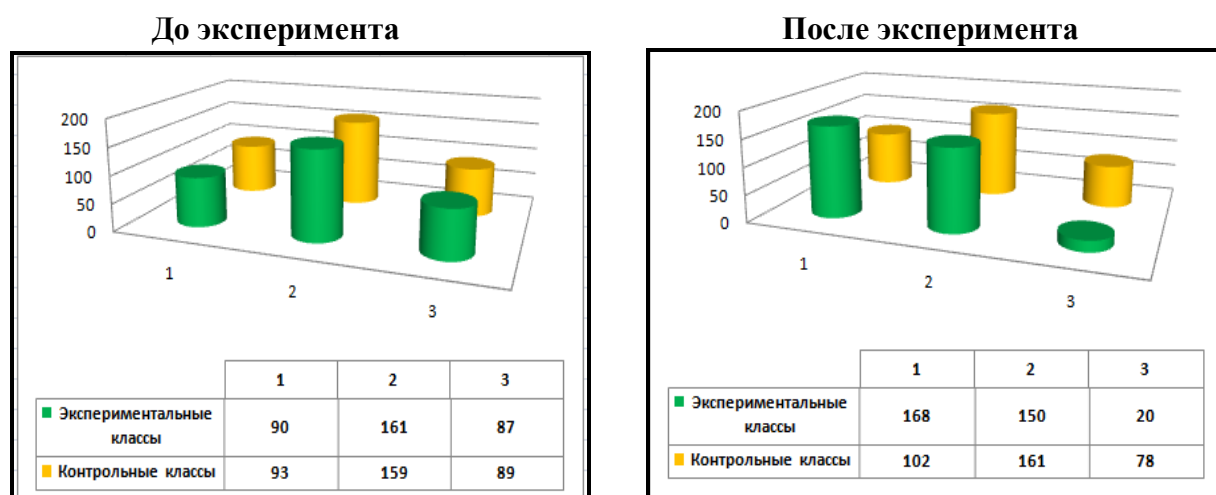 До эксперимента
200
150
100
50
0
1
2
3
1 2 3
Экспериментальные
классы
90 161 87
Контрольные классы 93 159 89
После эксперимента
200
150
100
50
0
1
2
3
1 2 3
Экспериментальные
классы
168 150 20
Контрольные классы 102 161 78